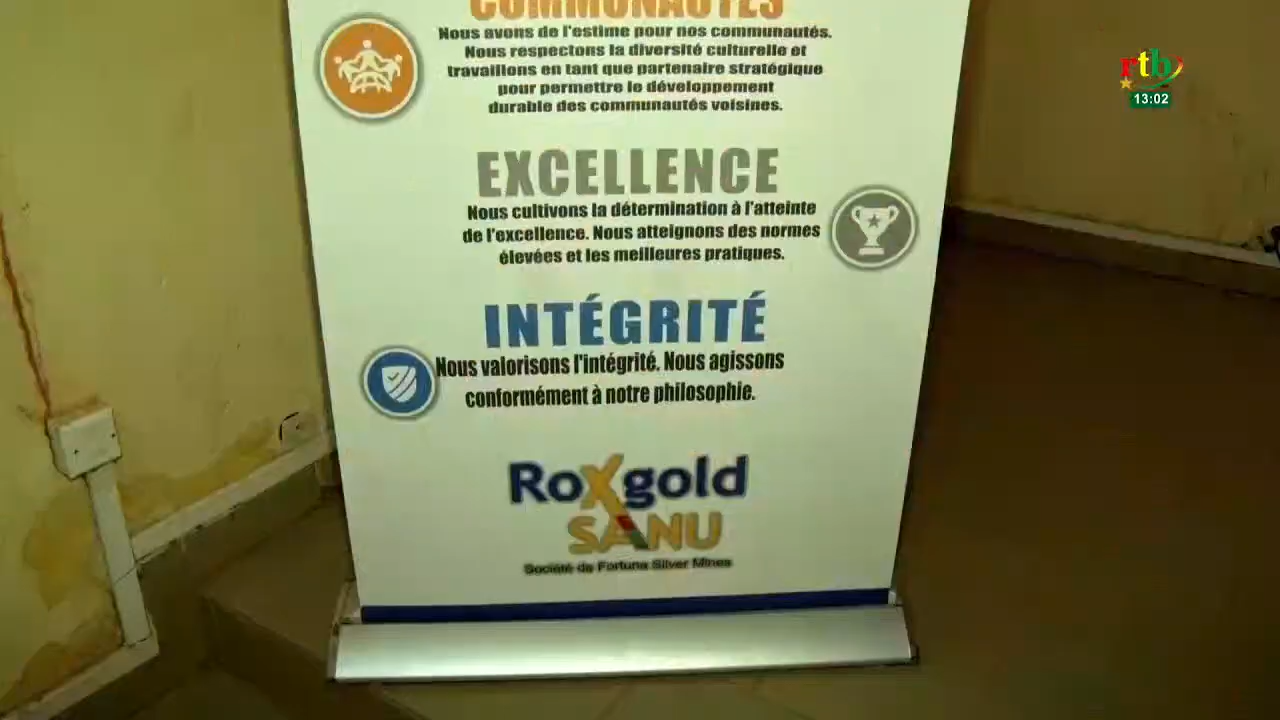 COMMUNAUTÉS
Nous avons de l'estime pour nos communautés.
Nous respectons la diversité culturelle et
travaillons en tant que partenaire stratégique
pour permettre le développement
durable des communautés voisines.
rtb
13:02
EXCELLENCE
Nous cultivons la détermination à l'atteinte
de l'excellence. Nous atteignons des normes
élevées et les meilleures pratiques.
INTÉGRITÉ
Nous valorisons l'intégrité. Nous agissons
conformément à notre philosophie.
Roxgold
SANU
Société de Fortuna Silver Mines